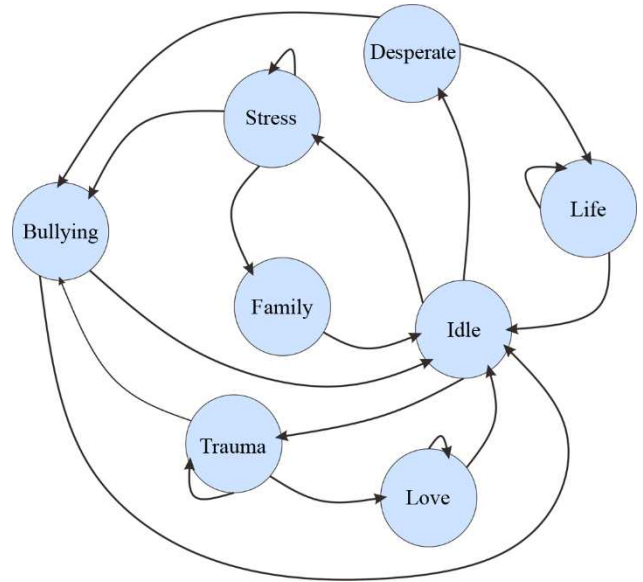 Desperate
Stress
Life
Bullying
Family
Idle
Trauma
Love